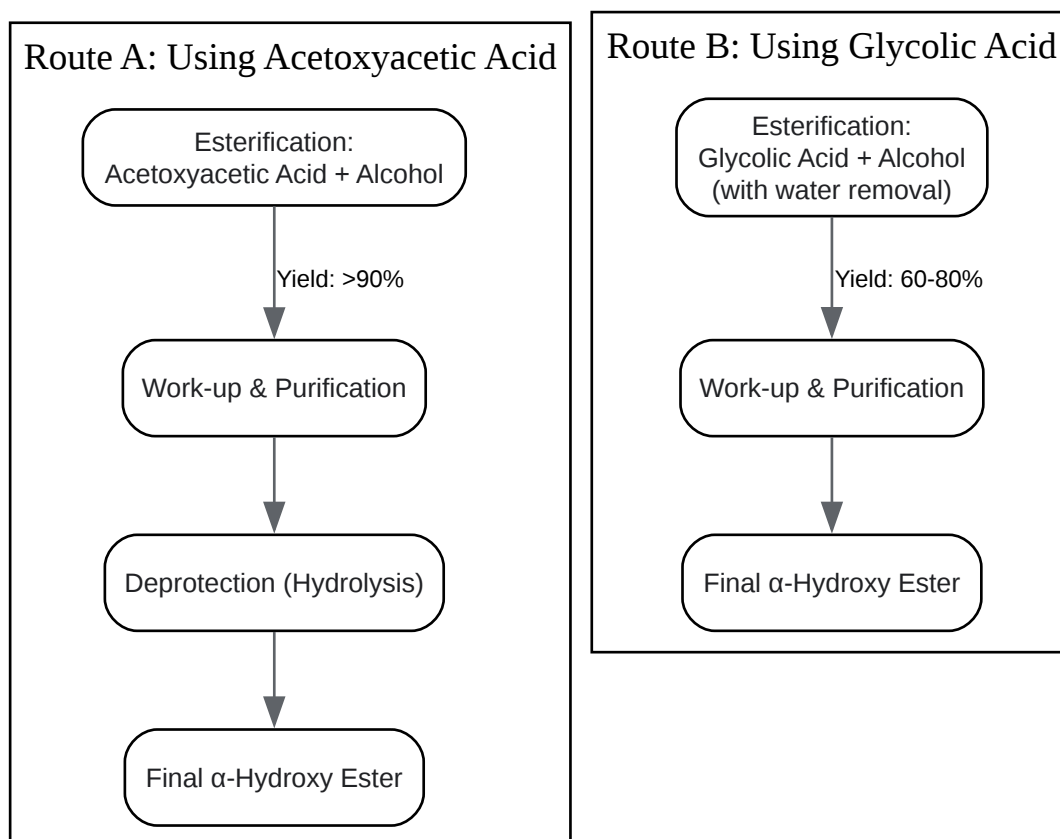 Route A: Using Acetoxyacetic Acid
Esterification:
Acetoxyacetic Acid + Alcohol
Yield: >90%
Work-up & Purification
Deprotection (Hydrolysis)
Final α-Hydroxy Ester
Route B: Using Glycolic Acid
Esterification:
Glycolic Acid + Alcohol
(with water removal)
Yield: 60-80%
Work-up & Purification
Final α-Hydroxy Ester